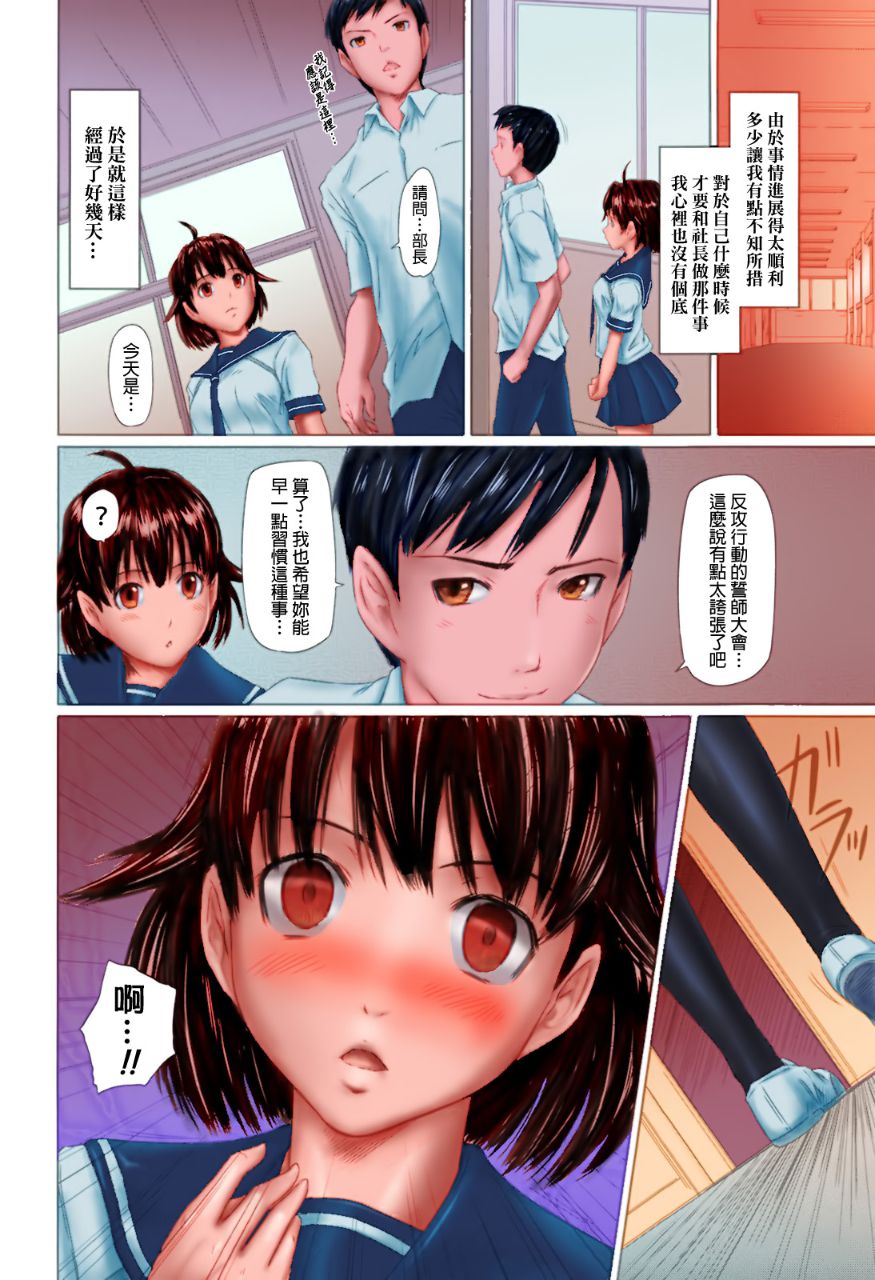 由於事情進展得太順利
多少讓我有點不知所措
對於自己什麼時候
才要和社長做那件事
我心裡也沒有個底
我記得
應該是這裡…
請問…部長
於是就這樣
經過了好幾天…
今天是…
反攻行動的誓師大會…
這麼說有點太誇張了吧
算了…我也希望妳能
早一點習慣這種事…
？
ガラッ
啊…!!